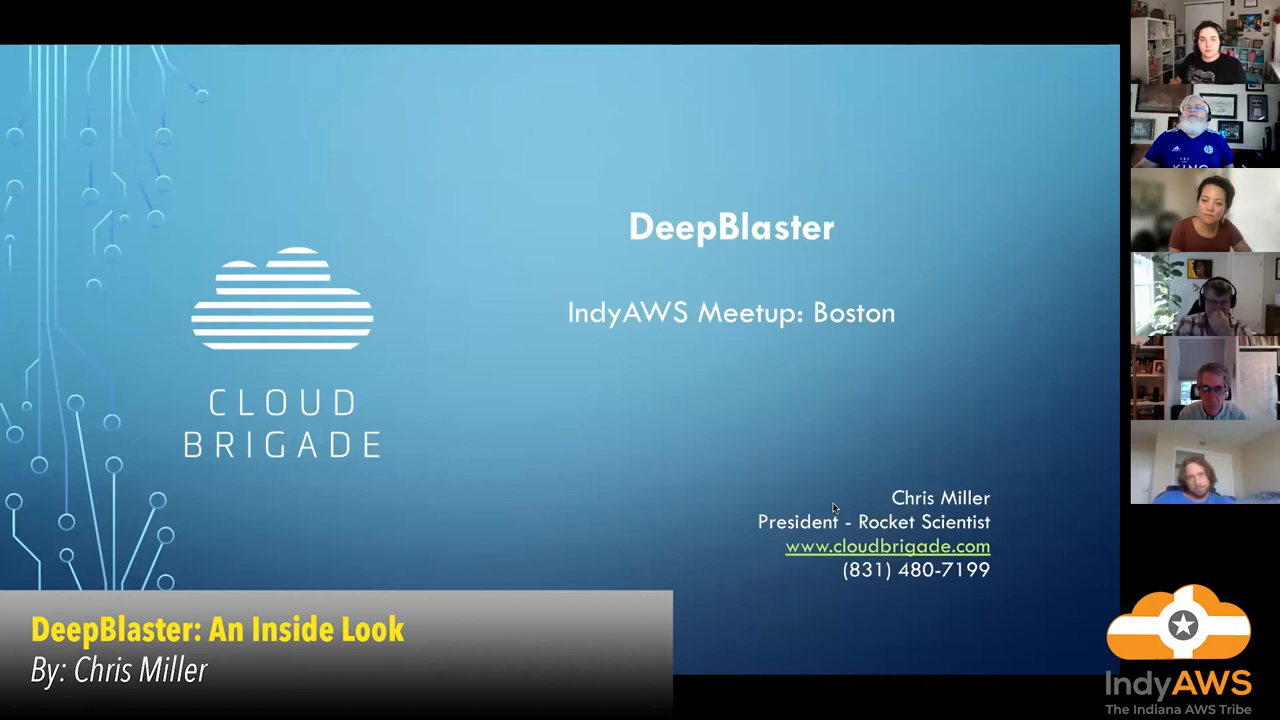 DeepBlaster
IndyAWS Meetup: Boston
CLOUD
BRIGADE
Chris Miller
President - Rocket Scientist
www.cloudbrigade.com
(831) 480-7199
DeepBlaster: An Inside Look
By: Chris Miller
KING
IndyAWS
The Indiana AWS Tribe